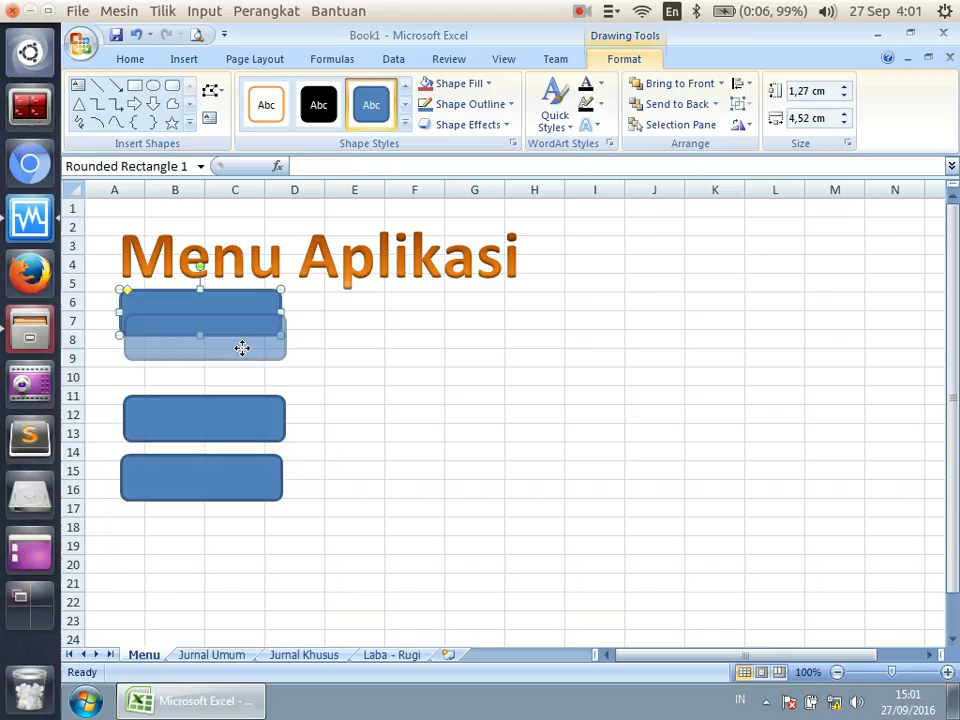 File Mesin Tilik Input Perangkat Bantuan
En (0:06, 99%) 27 Sep 4:01
Book1 - Microsoft Excel
Drawing Tools
Home Insert Page Layout Formulas Data Review View Team Format
Abc Abc Abc
Shape Fill
Shape Outline
Shape Effects
Quick Styles
A A A
Bring to Front
Send to Back
Selection Pane
1,27 cm
4,52 cm
Insert Shapes Shape Styles WordArt Styles Arrange Size
Rounded Rectangle 1 fx
A B C D E F G H I J K L M N
1
2
3
4
5
6
7
8
9
10
11
12
13
14
15
16
17
18
19
20
21
22
23
24
Menu Aplikasi
Menu Jurnal Umum Jurnal Khusus Laba - Rugi
Ready 100%
Microsoft Excel - ...
IN
15:01
27/09/2016